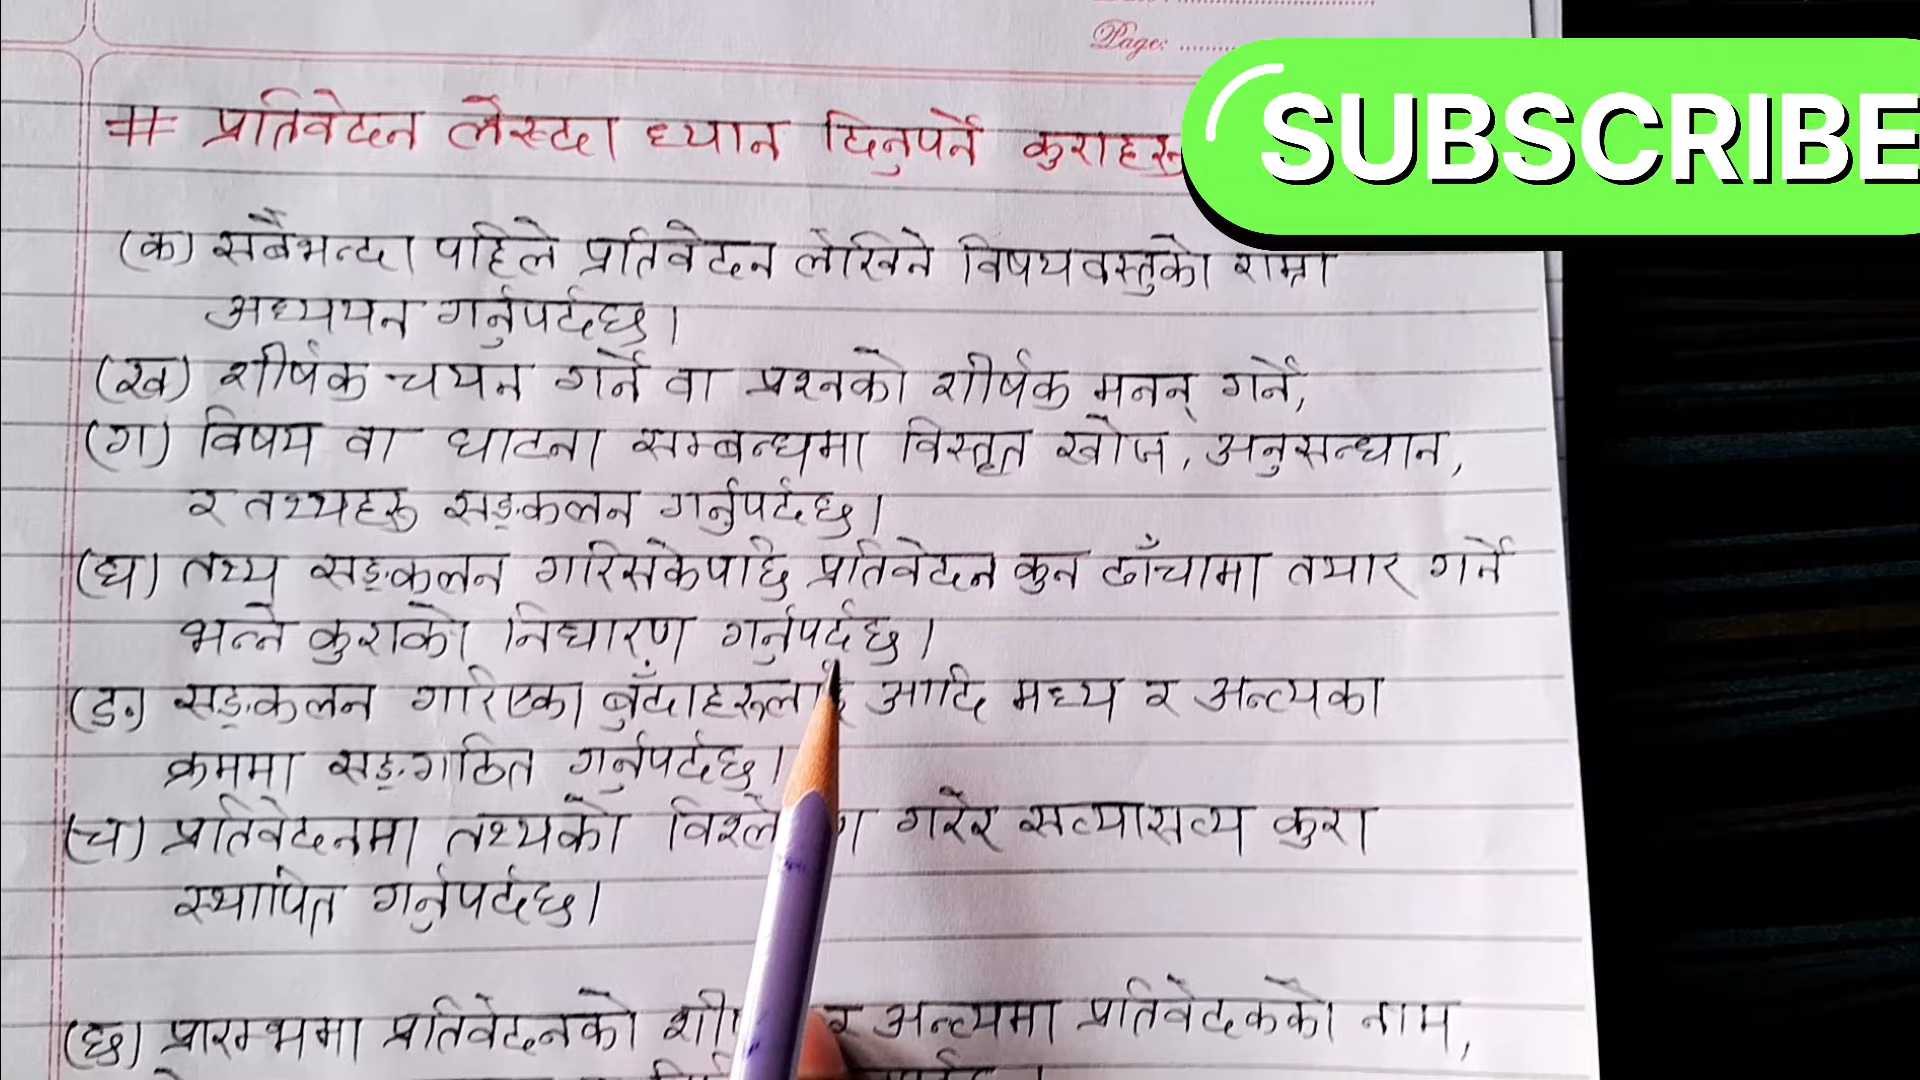 Page:
SUBSCRIBE
# प्रतिवेदन लेख्दा ध्यान दिनुपर्ने कुराहरू
(क) सबैभन्दा पहिले प्रतिवेदन लेखिने विषयवस्तुको राम्रा
अध्ययन गर्नुपर्दछ।
(ख) शीर्षक चयन गर्ने वा प्रश्नको शीर्षक मनन् गर्ने,
(ग) विषय वा घाटना सम्बन्धमा विस्तृत खोज, अनुसन्धान,
र तथ्यहरु सङ्कलन गर्नुपर्दछ।
(घ) तथ्य सङ्कलन गरिसकेपछि प्रतिवेदन कुन ढाँचामा तयार गर्ने
भन्ने कुराको निधारण गर्नुपर्दछ।
(ङ) सङ्कलन गरिएका बुँदाहरूलाई आदि मध्य र अन्त्यका
क्रममा सङ्गठित गर्नुपर्दछ।
(च) प्रतिवेदनमा तथ्यको गरेर सत्यासत्य कुरा
स्थापित गर्नुपर्दछ।
(छ) प्रारम्भमा प्रतिवेदनको र अन्त्यमा प्रतिवेदकको नाम,